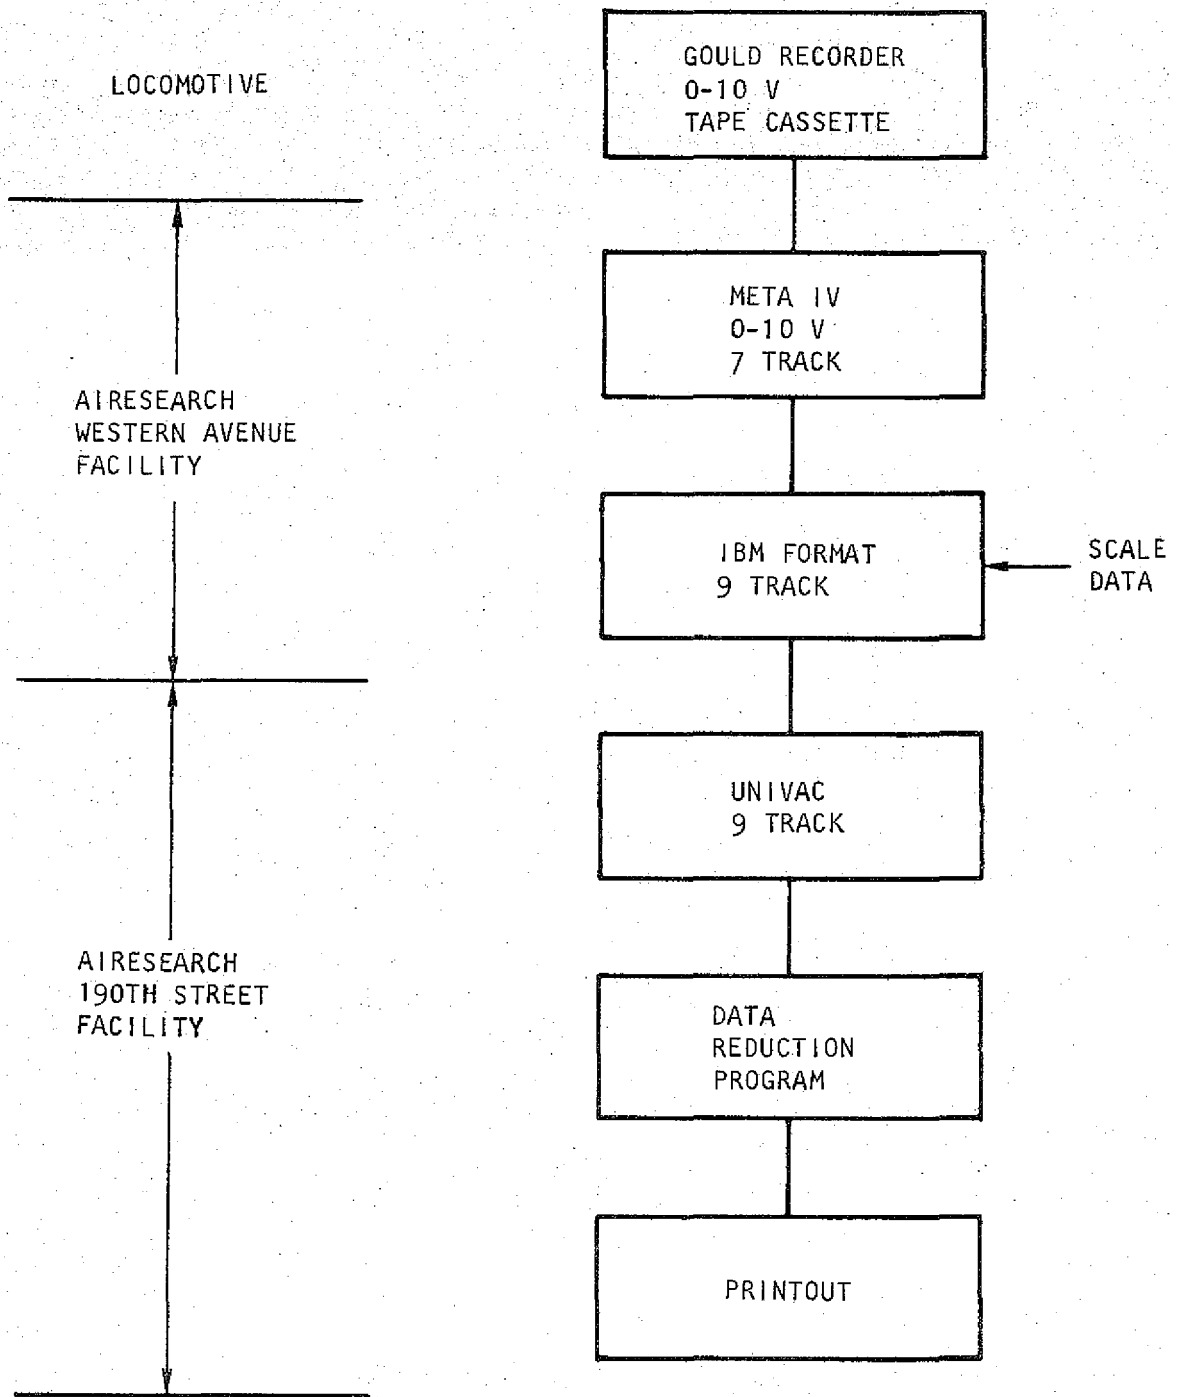 LOCOMOTIVE
GOULD RECORDER
0-10 V
TAPE CASSETTE
META IV
0-10 V
7 TRACK
AIRESEARCH
WESTERN AVENUE
FACILITY
IBM FORMAT
9 TRACK
SCALE
DATA
UNIVAC
9 TRACK
AIRESEARCH
190TH STREET
FACILITY
DATA
REDUCTION
PROGRAM
PRINTOUT